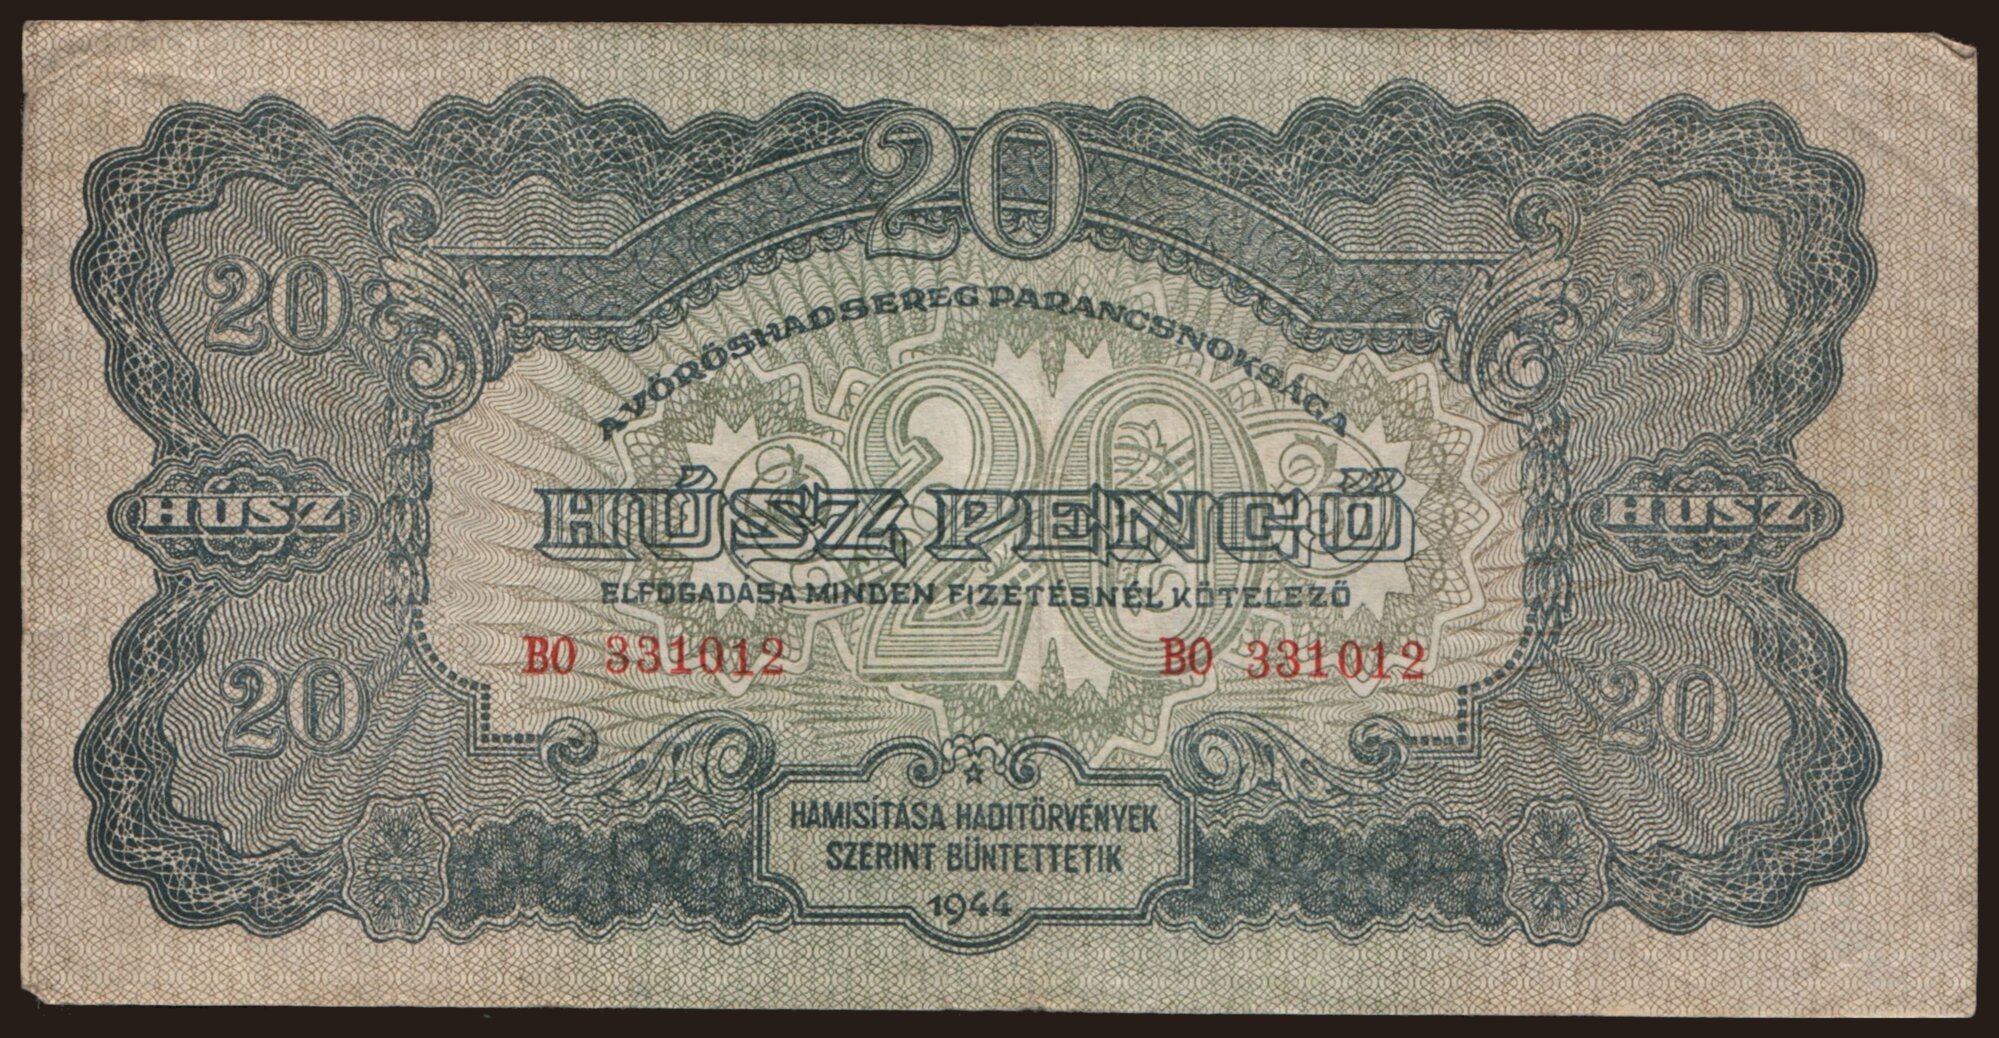 20
20 20
A VÖRÖSHADSEREG PARANCSNOKSÁGA
20
HÚSZ HÚSZ PENGŐ HÚSZ
ELFOGADÁSA MINDEN FIZETÉSNÉL KÖTELEZŐ
BO 331012 BO 331012
20 20
HAMISÍTÁSA HADITÖRVÉNYEK
SZERINT BÜNTETTETIK
1944